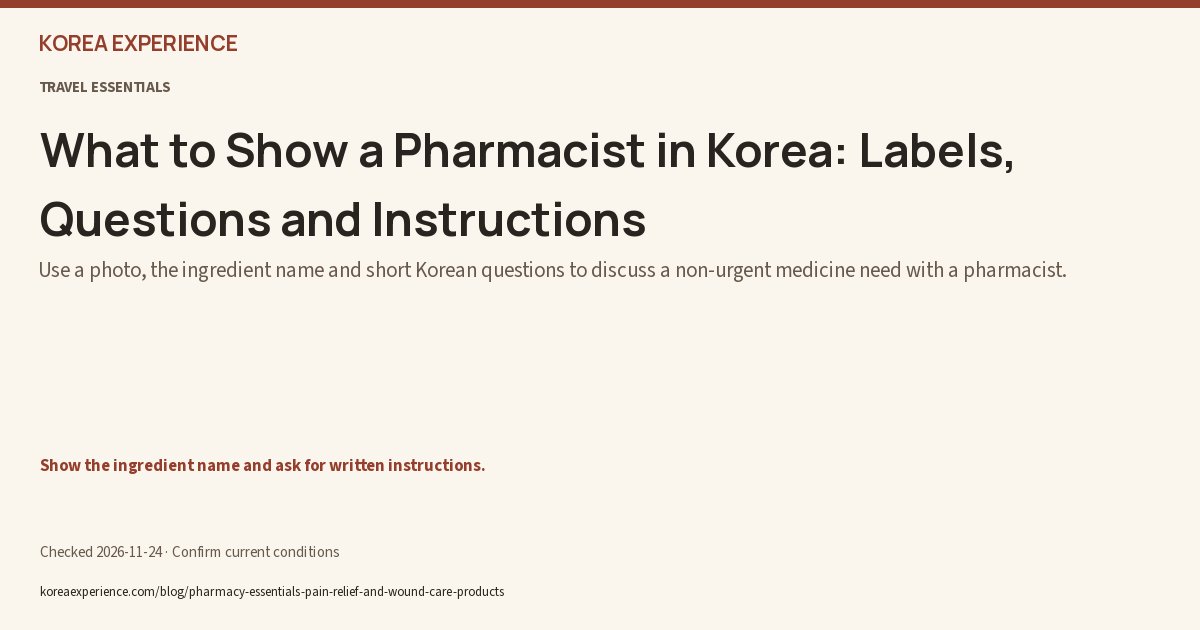 KOREA EXPERIENCE
TRAVEL ESSENTIALS
What to Show a Pharmacist in Korea: Labels,
Questions and Instructions
Use a photo, the ingredient name and short Korean questions to discuss a non-urgent medicine need with a pharmacist.
Show the ingredient name and ask for written instructions.
Checked 2026-11-24 · Confirm current conditions
koreaexperience.com/blog/pharmacy-essentials-pain-relief-and-wound-care-products